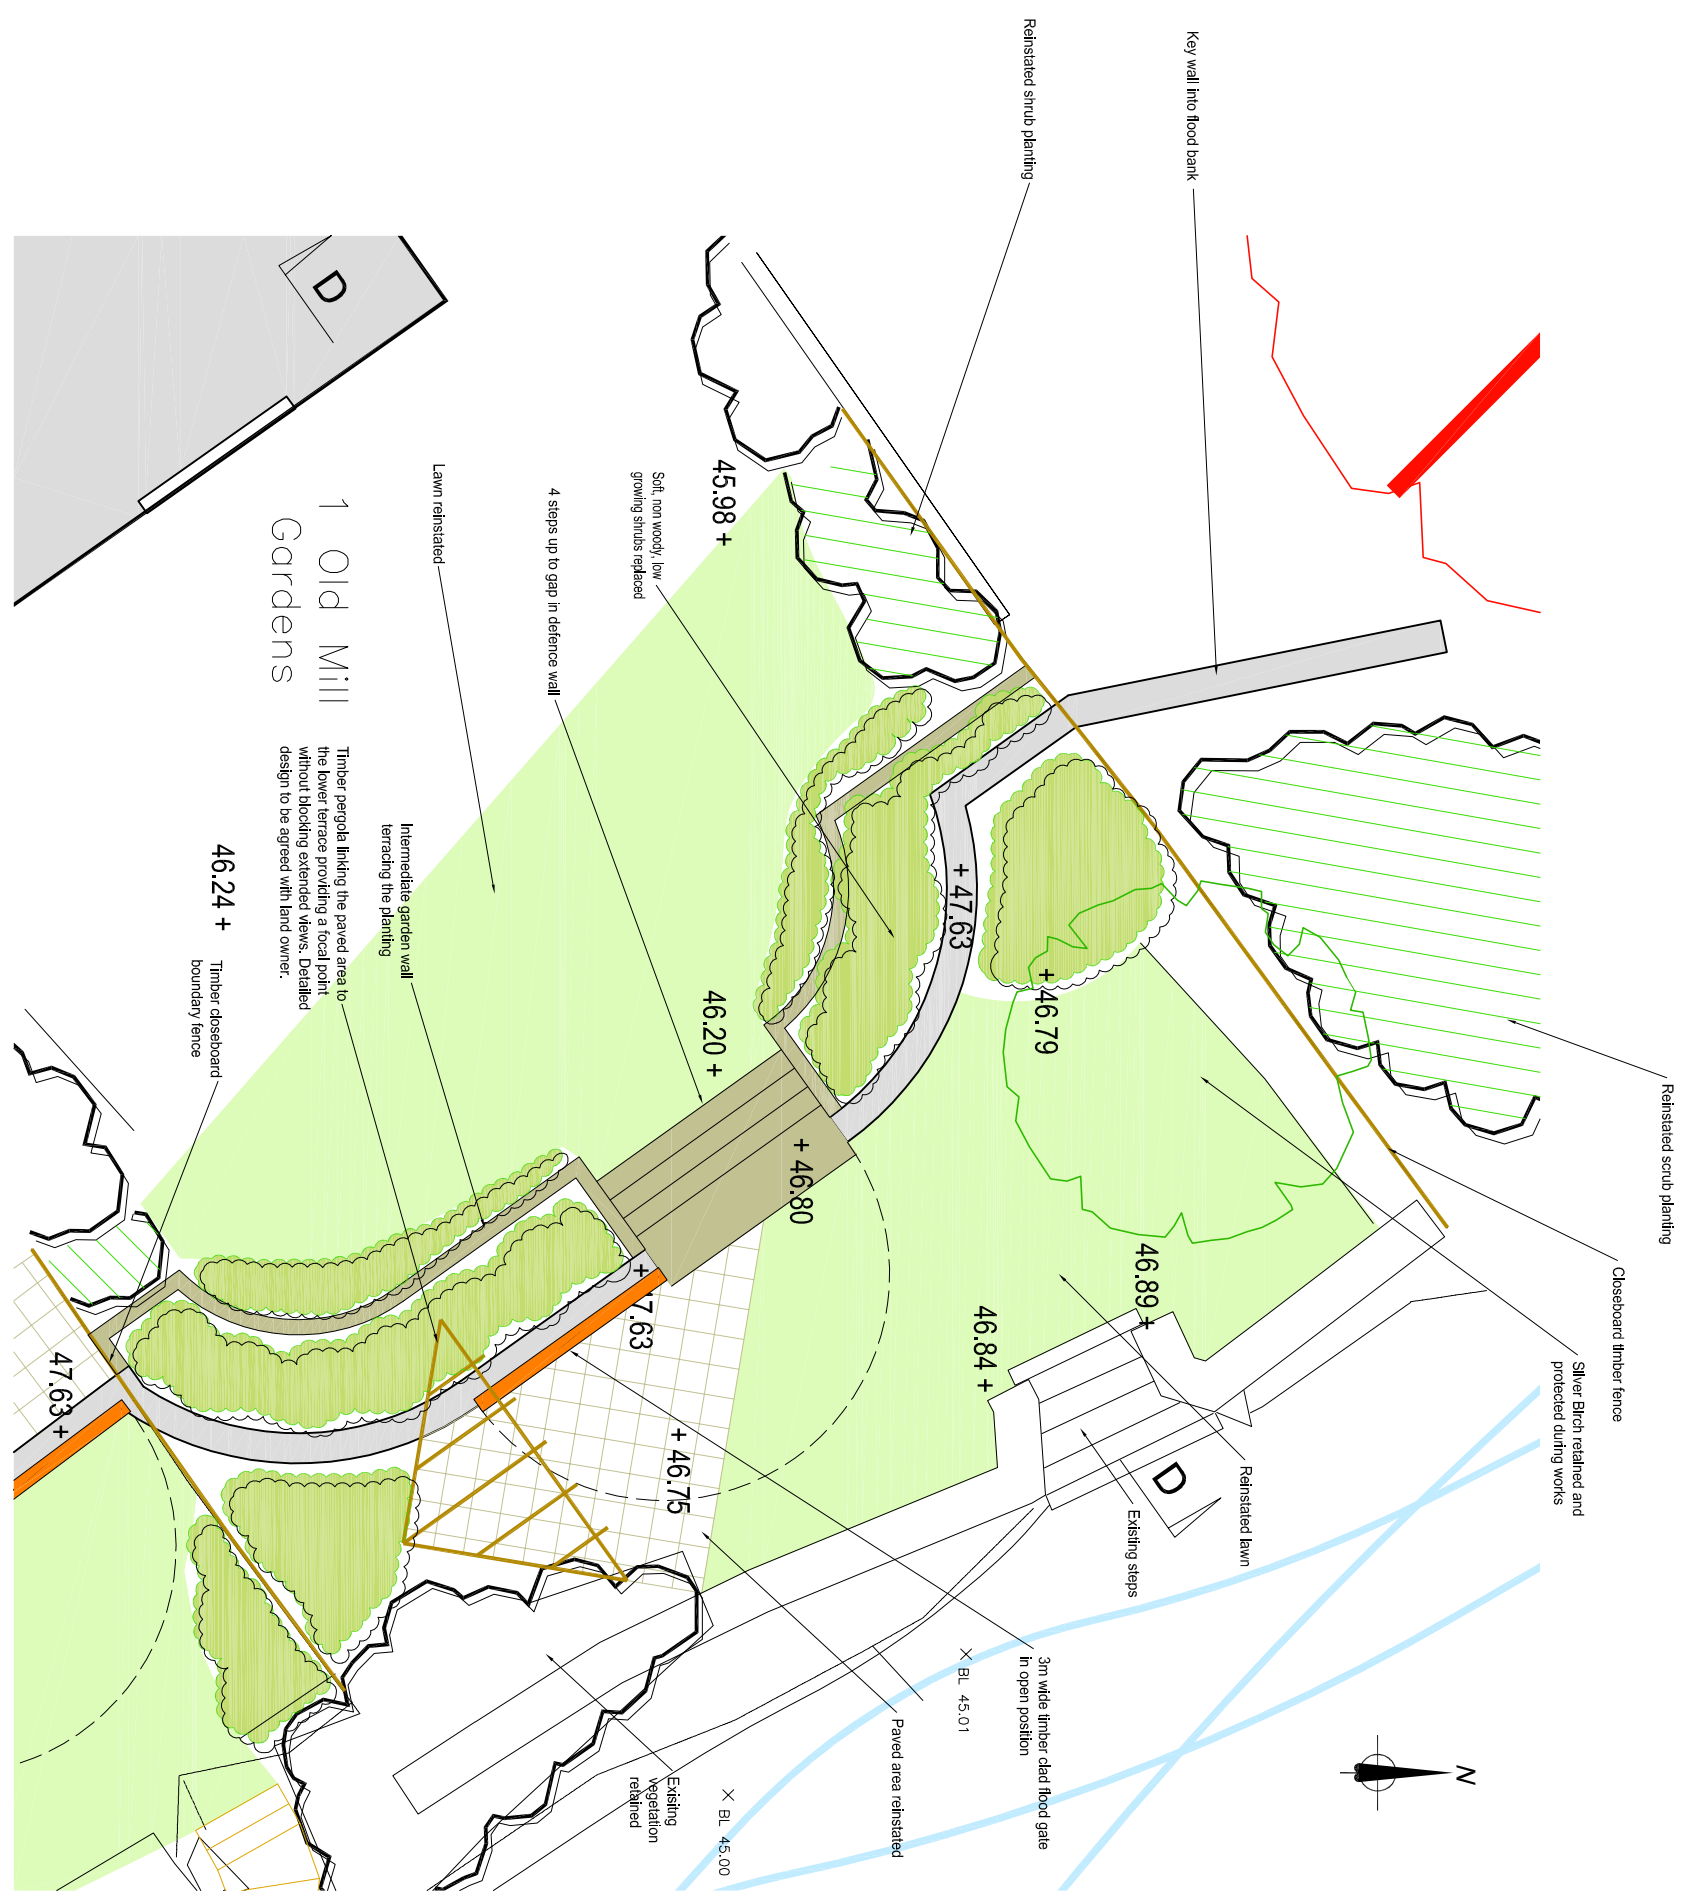 Reinstated scrub planting
Closeboard timber fence
Silver Birch retained and
protected during works
N
Reinstated lawn
Key wall into flood bank
D
Existing steps
46.89 +
Reinstated shrub planting
+ 46.79
3m wide timber clad flood gate
in open position
46.84 +
+ 47.63
BL 45.01
Paved area reinstated
+ 46.80
45.98 +
46.20 +
BL 45.00
+ 46.75
Exisitng
vegetation
retained
Soft, non woody, low
growing shrubs replaced
+ 47.63
4 steps up to gap in defence wall
Lawn reinstated
Intermediate garden wall
terracing the planting
1 Old Mill
Gardens
D
Timber pergola linking the paved area to
the lower terrace providing a focal point
without blocking extended views. Detailed
design to be agreed with land owner.
46.24 +
Timber closeboard
boundary fence
47.63 +